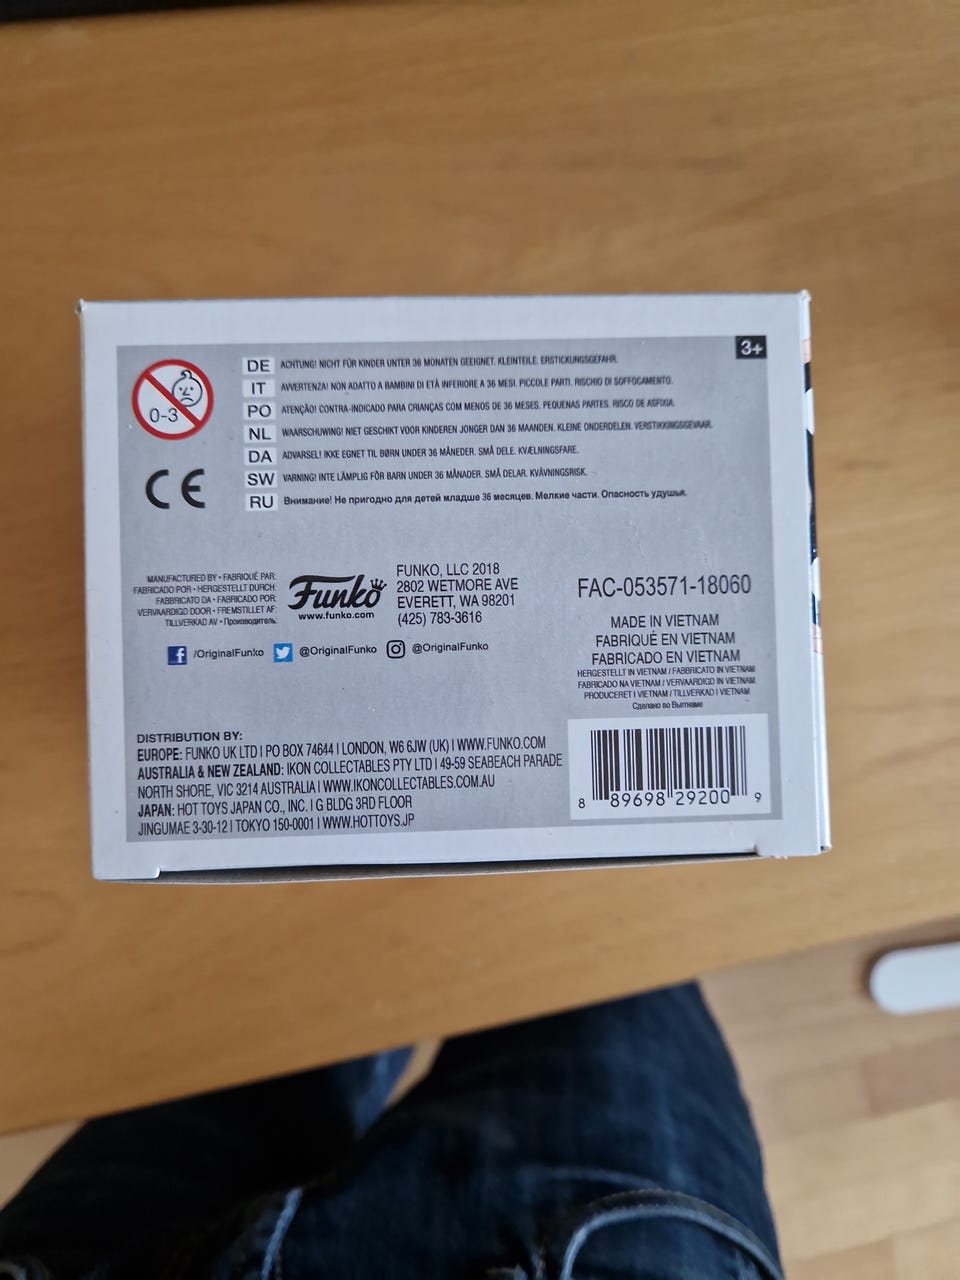 3+
0-3
DE ACHTUNG! NICHT FÜR KINDER UNTER 36 MONATEN GEEIGNET. KLEINTEILE. ERSTICKUNGSGEFAHR.
IT AVVERTENZA! NON ADATTO A BAMBINI DI ETÀ INFERIORE A 36 MESI. PICCOLE PARTI. RISCHIO DI SOFFOCAMENTO.
PO ATENÇÃO! CONTRA-INDICADO PARA CRIANÇAS COM MENOS DE 36 MESES. PEQUENAS PARTES. RISCO DE ASFIXIA.
NL WAARSCHUWING! NIET GESCHIKT VOOR KINDEREN JONGER DAN 36 MAANDEN. KLEINE ONDERDELEN. VERSTIKKINGSGEVAAR.
DA ADVARSEL! IKKE EGNET TIL BØRN UNDER 36 MÅNEDER. SMÅ DELE. KVÆLNINGSFARE.
SW VARNING! INTE LÄMPLIG FÖR BARN UNDER 36 MÅNADER. SMÅ DELAR. KVÄVNINGSRISK.
RU Внимание! Не пригодно для детей младше 36 месяцев. Мелкие части. Опасность удушья.
CE
MANUFACTURED BY • FABRIQUÉ PAR:
FABRICADO POR • HERGESTELLT DURCH:
FABBRICATO DA • FABRICADO POR:
VERVAARDIGD DOOR • FREMSTILLET AF:
TILLVERKAD AV • Производитель:
Funko
www.funko.com
FUNKO, LLC 2018
2802 WETMORE AVE
EVERETT, WA 98201
(425) 783-3616
/OriginalFunko @OriginalFunko @OriginalFunko
FAC-053571-18060
MADE IN VIETNAM
FABRIQUÉ EN VIETNAM
FABRICADO EN VIETNAM
HERGESTELLT IN VIETNAM / FABBRICATO IN VIETNAM
FABRICADO NA VIETNAM / VERVAARDIGD IN VIETNAM
PRODUCERET I VIETNAM / TILLVERKAD I VIETNAM
Сделано во Вьетнаме
DISTRIBUTION BY:
EUROPE: FUNKO UK LTD | PO BOX 74644 | LONDON, W6 6JW (UK) | WWW.FUNKO.COM
AUSTRALIA & NEW ZEALAND: IKON COLLECTABLES PTY LTD | 49-59 SEABEACH PARADE
NORTH SHORE, VIC 3214 AUSTRALIA | WWW.IKONCOLLECTABLES.COM.AU
JAPAN: HOT TOYS JAPAN CO., INC. | G BLDG 3RD FLOOR
JINGUMAE 3-30-12 | TOKYO 150-0001 | WWW.HOTTOYS.JP
8 89698 29200 9